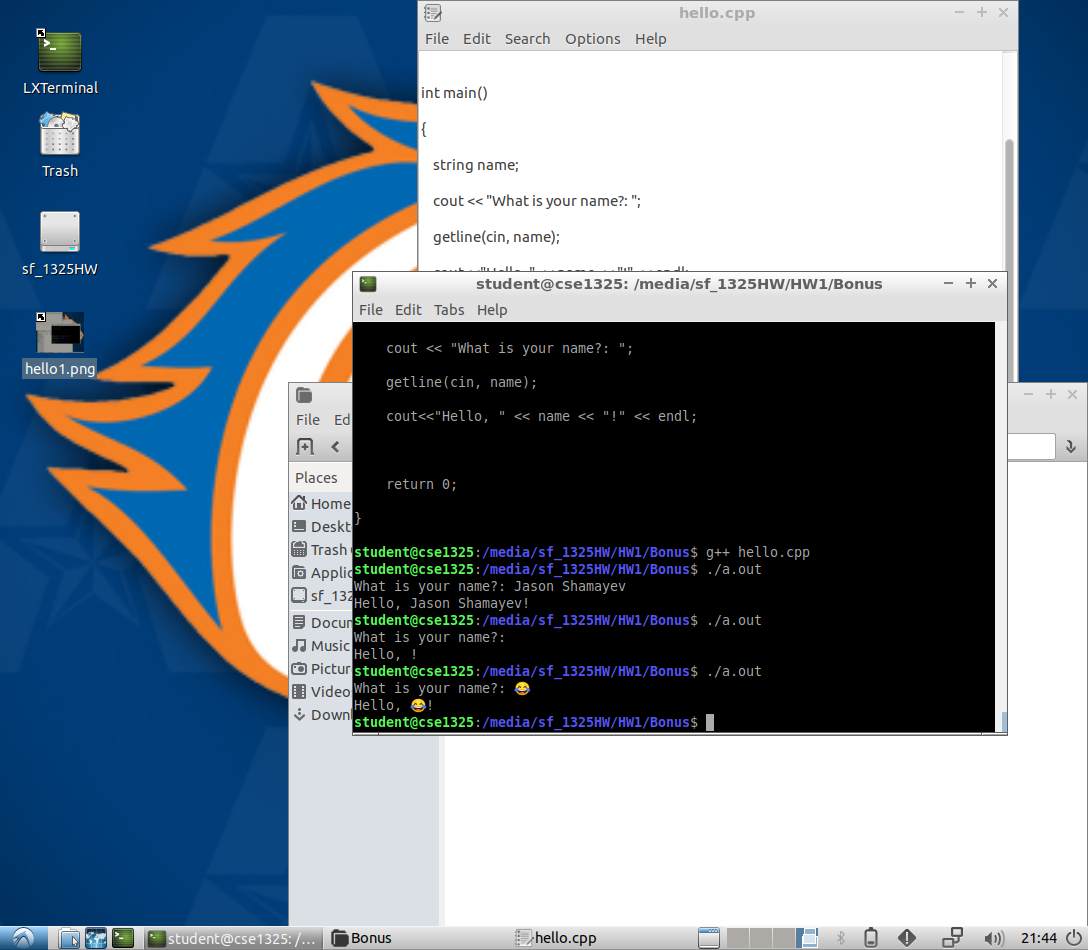 LXTerminal
Trash
sf_1325HW
hello1.png
hello.cpp
File Edit Search Options Help
int main()
{
string name;
cout << "What is your name?: ";
getline(cin, name);
student@cse1325: /media/sf_1325HW/HW1/Bonus
File Edit Tabs Help
cout << "What is your name?: ";
getline(cin, name);
cout<<"Hello, " << name << "!" << endl;
return 0;
}
student@cse1325:/media/sf_1325HW/HW1/Bonus$ g++ hello.cpp
student@cse1325:/media/sf_1325HW/HW1/Bonus$ ./a.out
What is your name?: Jason Shamayev
Hello, Jason Shamayev!
student@cse1325:/media/sf_1325HW/HW1/Bonus$ ./a.out
What is your name?:
Hello, !
student@cse1325:/media/sf_1325HW/HW1/Bonus$ ./a.out
What is your name?: 😂
Hello, 😂!
student@cse1325:/media/sf_1325HW/HW1/Bonus$
File Ed
Places
Home
Deskt
Trash
Applic
sf_132
Docum
Music
Pictur
Video
Down
student@cse1325: /...
Bonus
hello.cpp
21:44